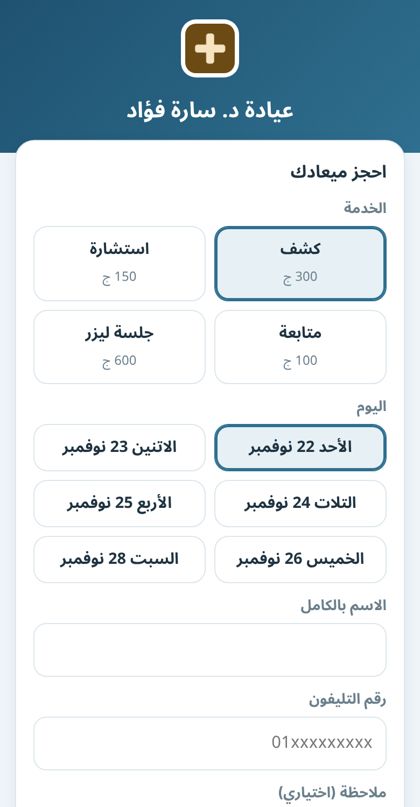 عيادة د. سارة فؤاد
احجز ميعادك
الخدمة
كشف
300 ج
استشارة
150 ج
متابعة
100 ج
جلسة ليزر
600 ج
اليوم
الأحد 22 نوفمبر
الاتنين 23 نوفمبر
التلات 24 نوفمبر
الأربع 25 نوفمبر
الخميس 26 نوفمبر
السبت 28 نوفمبر
الاسم بالكامل
رقم التليفون
01xxxxxxxxx
ملاحظة (اختياري)